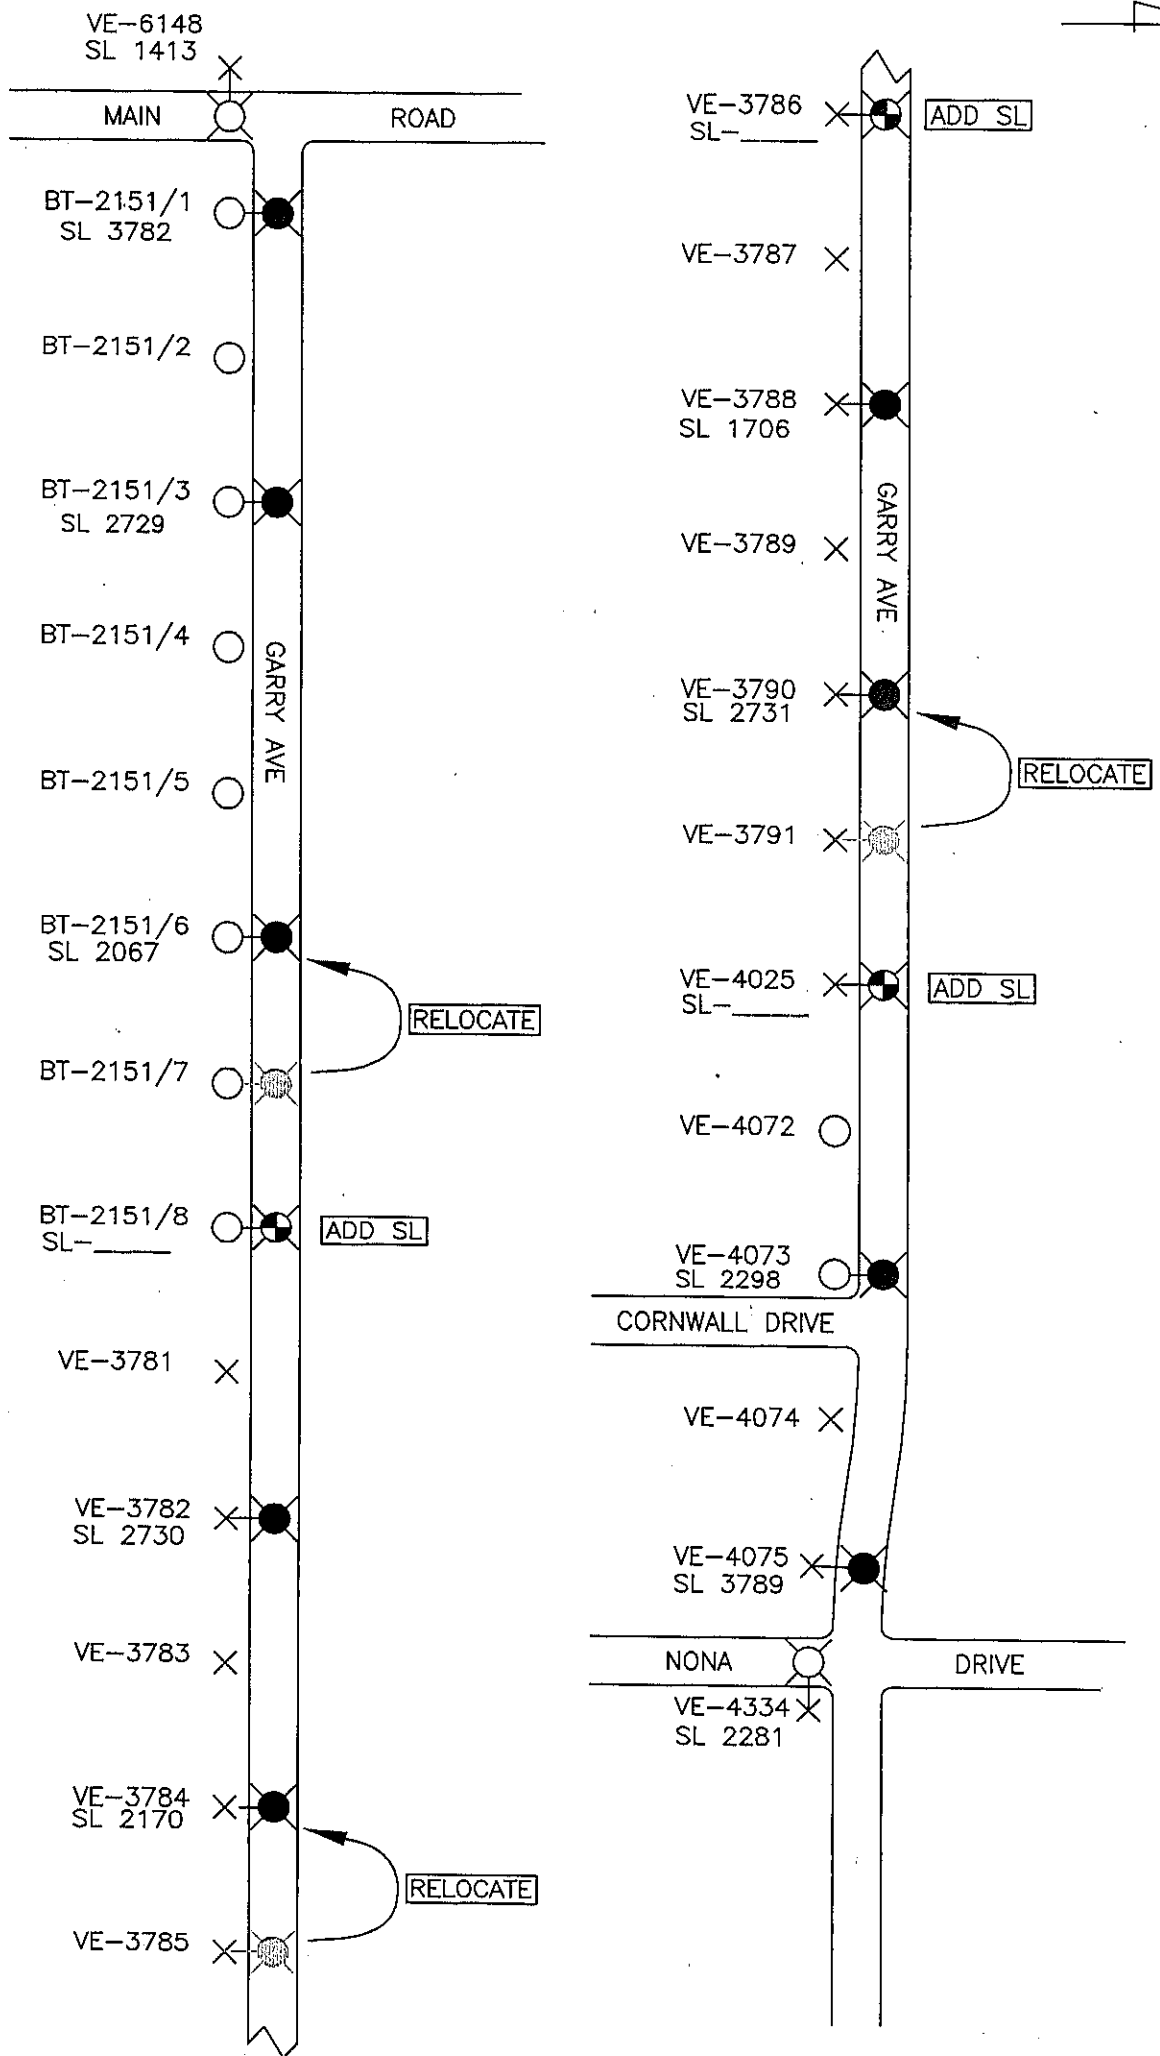 VE-6148
SL 1413
MAIN ROAD
BT-2151/1
SL 3782
BT-2151/2
BT-2151/3
SL 2729
BT-2151/4
GARRY AVE
BT-2151/5
BT-2151/6
SL 2067
RELOCATE
BT-2151/7
BT-2151/8
SL-_____
ADD SL
VE-3781
VE-3782
SL 2730
VE-3783
VE-3784
SL 2170
RELOCATE
VE-3785
VE-3786
SL-_____
ADD SL
VE-3787
VE-3788
SL 1706
GARRY AVE
VE-3789
VE-3790
SL 2731
RELOCATE
VE-3791
VE-4025
SL-_____
ADD SL
VE-4072
VE-4073
SL 2298
CORNWALL DRIVE
VE-4074
VE-4075
SL 3789
NONA DRIVE
VE-4334
SL 2281